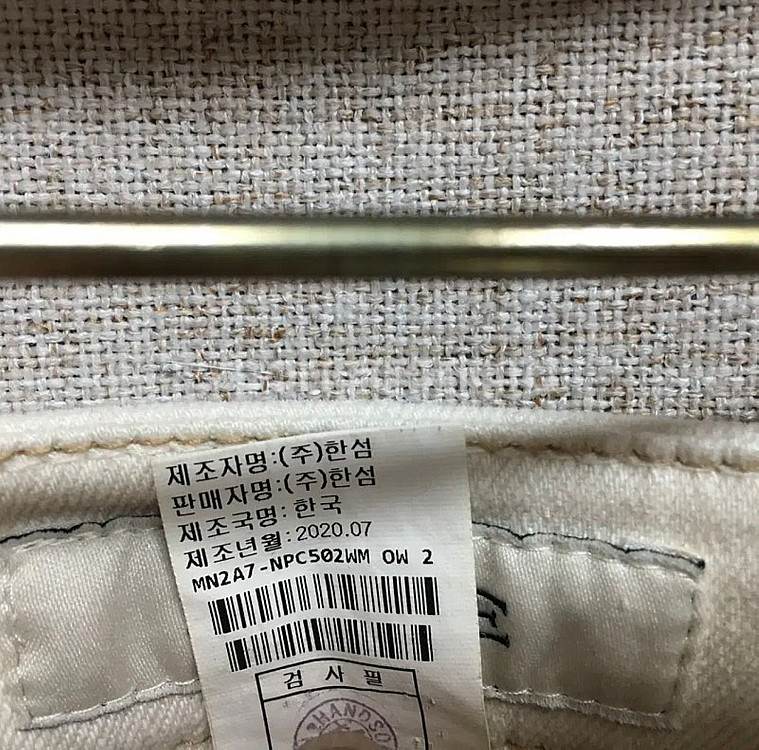 제조자명:(주)한섬
판매자명:(주)한섬
제조국명: 한국
제조년월:2020.07
MN2A7-NPC502WM OW 2
검 사 필
HANDSO